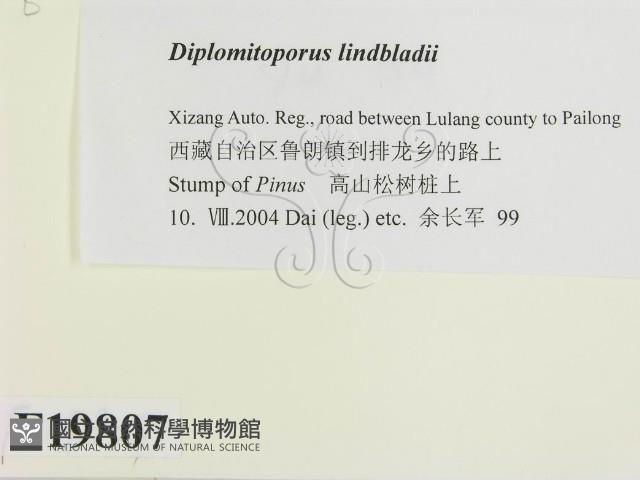 Diplomitoporus lindbladii
Xizang Auto. Reg., road between Lulang county to Pailong
西藏自治区鲁朗镇到排龙乡的路上
Stump of Pinus 高山松树桩上
10. Ⅷ.2004 Dai (leg.) etc. 余长军 99
F19807
國立自然科學博物館
NATIONAL MUSEUM OF NATURAL SCIENCE